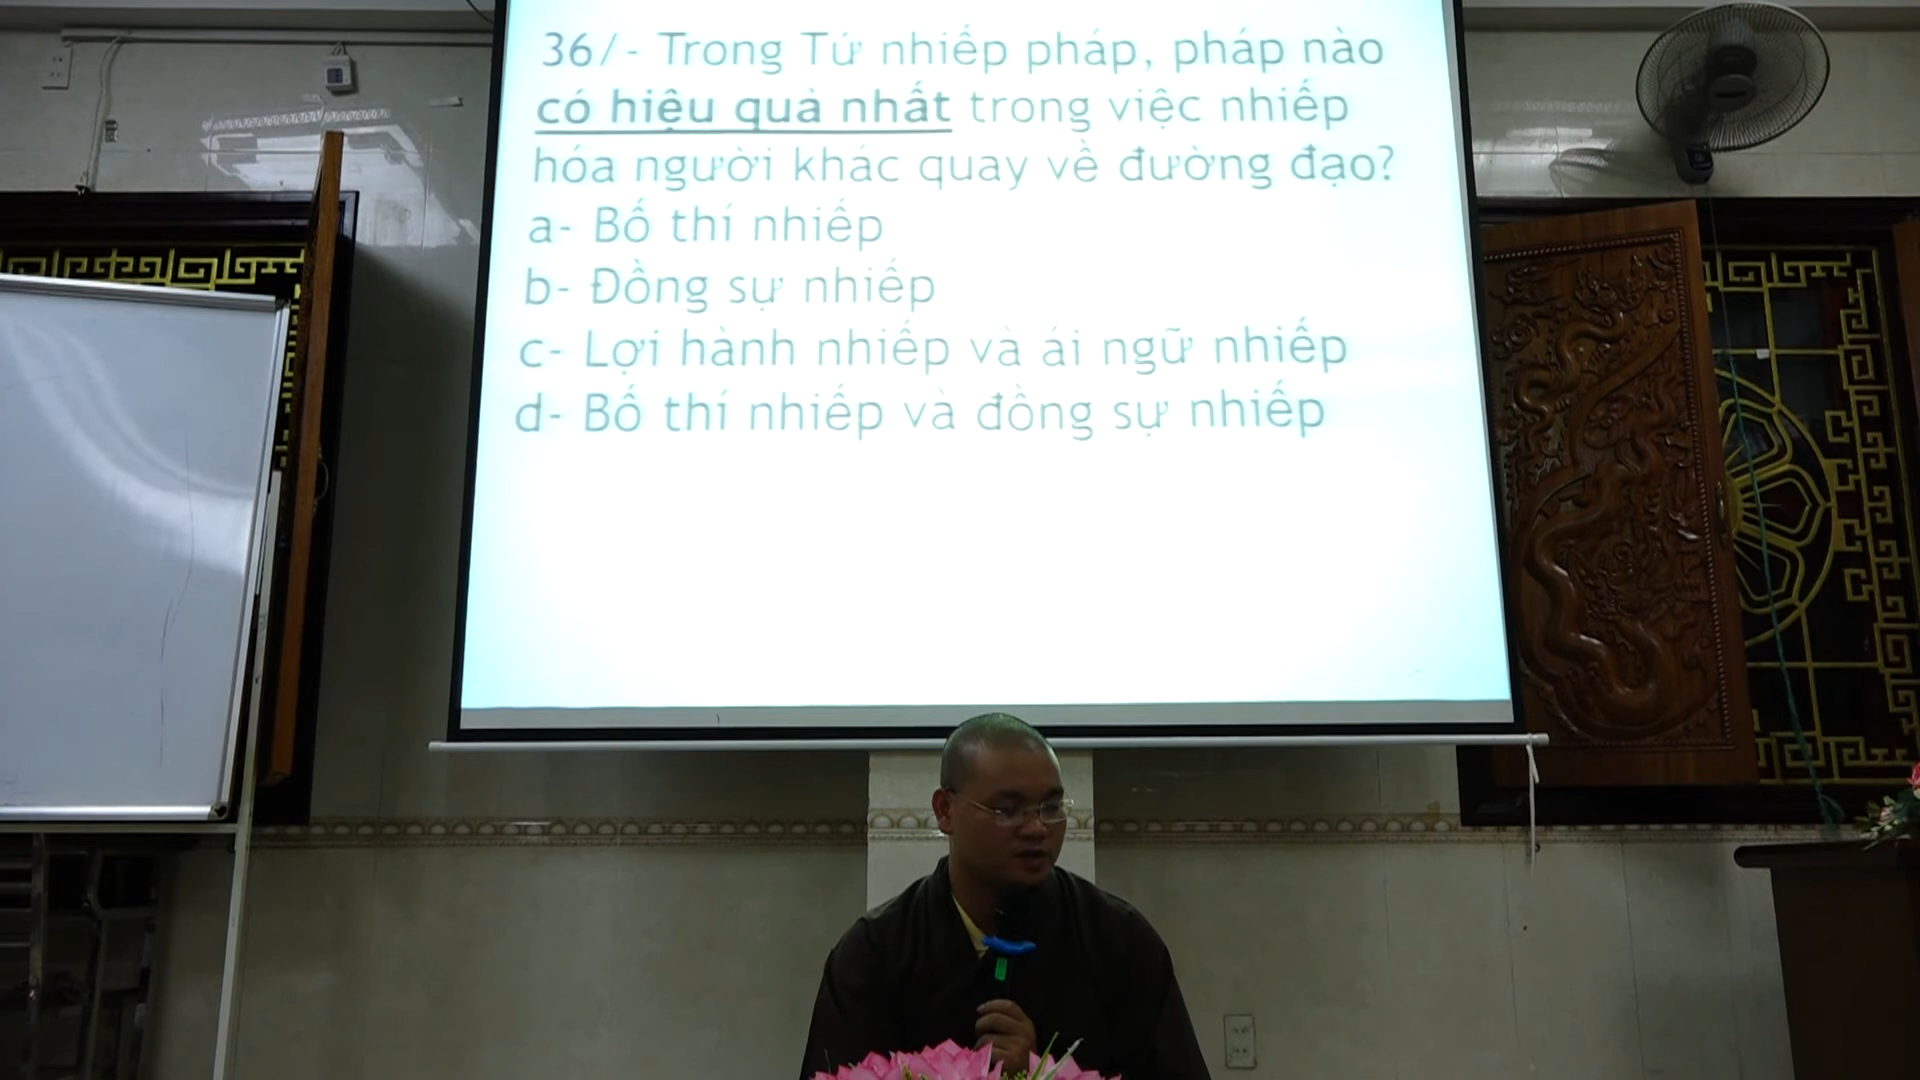 36/- Trong Tứ nhiếp pháp, pháp nào
có hiệu quả nhất trong việc nhiếp
hóa người khác quay về đường đạo?
a- Bố thí nhiếp
b- Đồng sự nhiếp
c- Lợi hành nhiếp và ái ngữ nhiếp
d- Bố thí nhiếp và đồng sự nhiếp